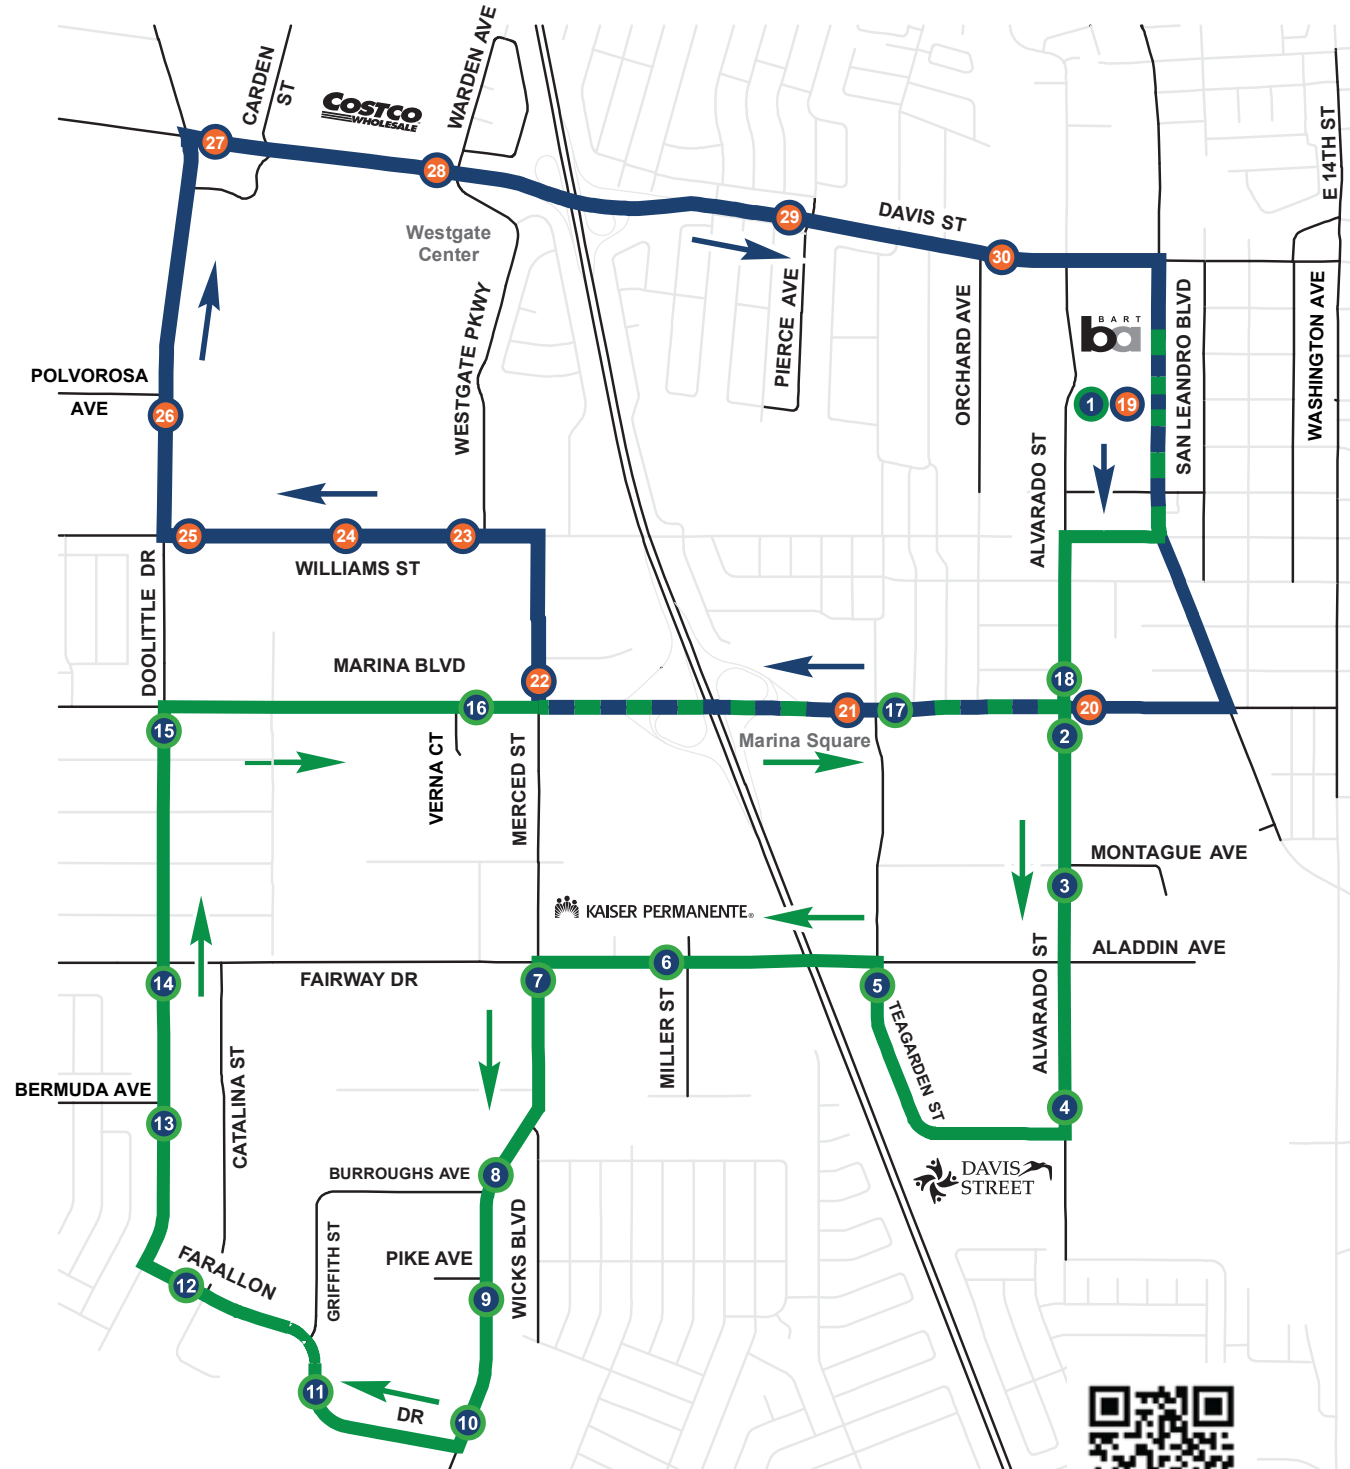 CARDEN
ST
COSTCO
WHOLESALE
WARDEN AVE
E 14TH ST
27
28
29
DAVIS ST
30
Westgate
Center
WESTGATE PKWY
PIERCE AVE
ORCHARD AVE
BART
ba
SAN LEANDRO BLVD
WASHINGTON AVE
POLVOROSA
AVE
26
1
19
ALVARADO ST
25
24
23
WILLIAMS ST
DOOLITTLE DR
MARINA BLVD
22
18
16
21
17
20
15
Marina Square
2
VERNA CT
MERCED ST
MONTAGUE AVE
3
KAISER PERMANENTE®
ALVARADO ST
ALADDIN AVE
6
14
FAIRWAY DR
7
5
MILLER ST
TEAGARDEN ST
CATALINA ST
BERMUDA AVE
13
4
BURROUGHS AVE
8
DAVIS
STREET
GRIFFITH ST
PIKE AVE
WICKS BLVD
FARALLON
12
9
11
DR
10